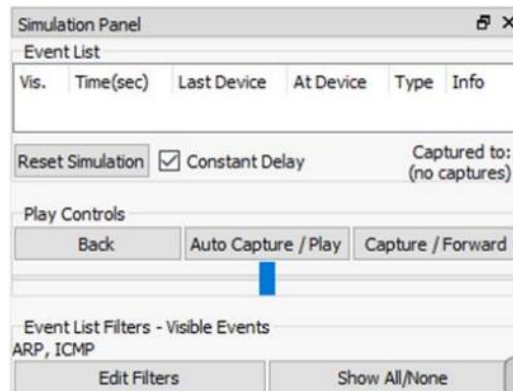 Simulation Panel
Event List
Vis. Time(sec) Last Device At Device Type Info
Reset Simulation Constant Delay Captured to:
(no captures)
Play Controls
Back Auto Capture / Play Capture / Forward
Event List Filters - Visible Events
ARP, ICMP
Edit Filters Show All/None